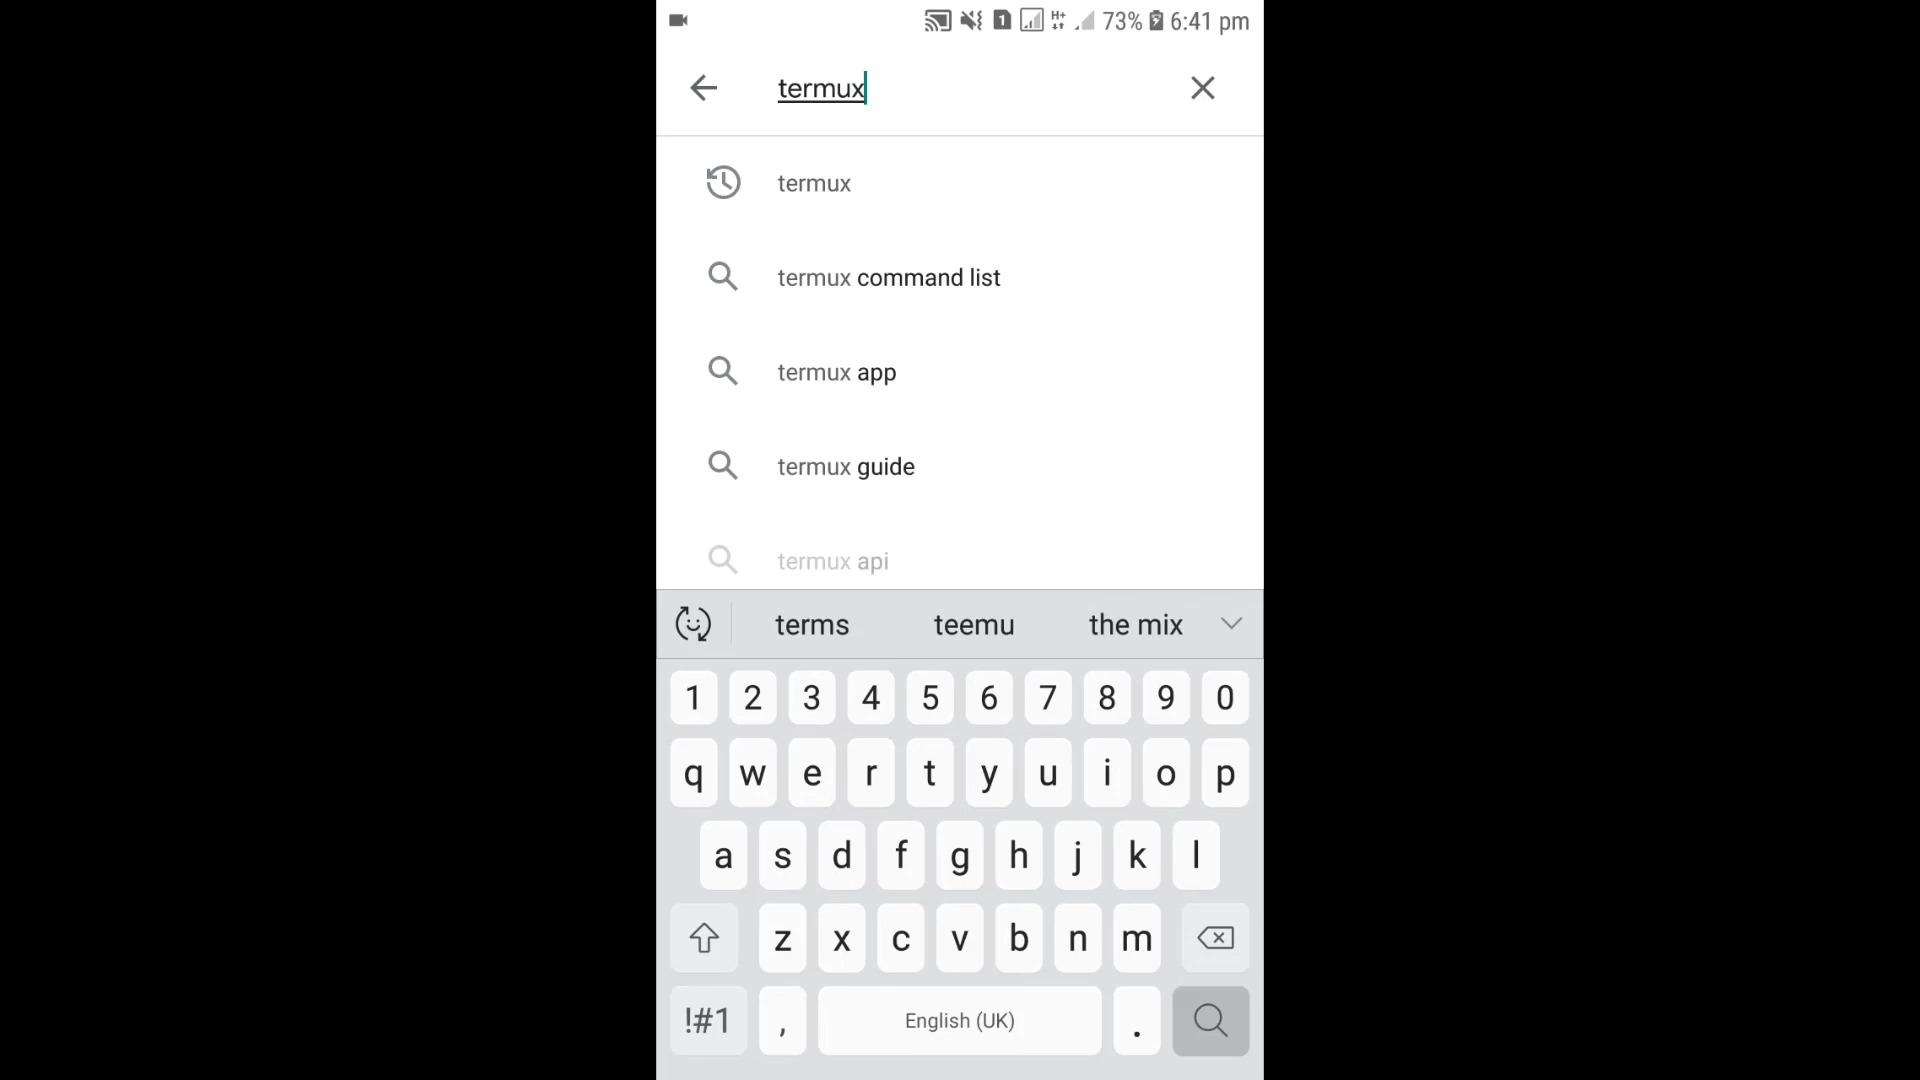 1 H+ 73% 6:41 pm
termux
termux
termux command list
termux app
termux guide
termux api
terms teemu the mix
1 2 3 4 5 6 7 8 9 0
q w e r t y u i o p
a s d f g h j k l
z x c v b n m
!#1 , English (UK) .